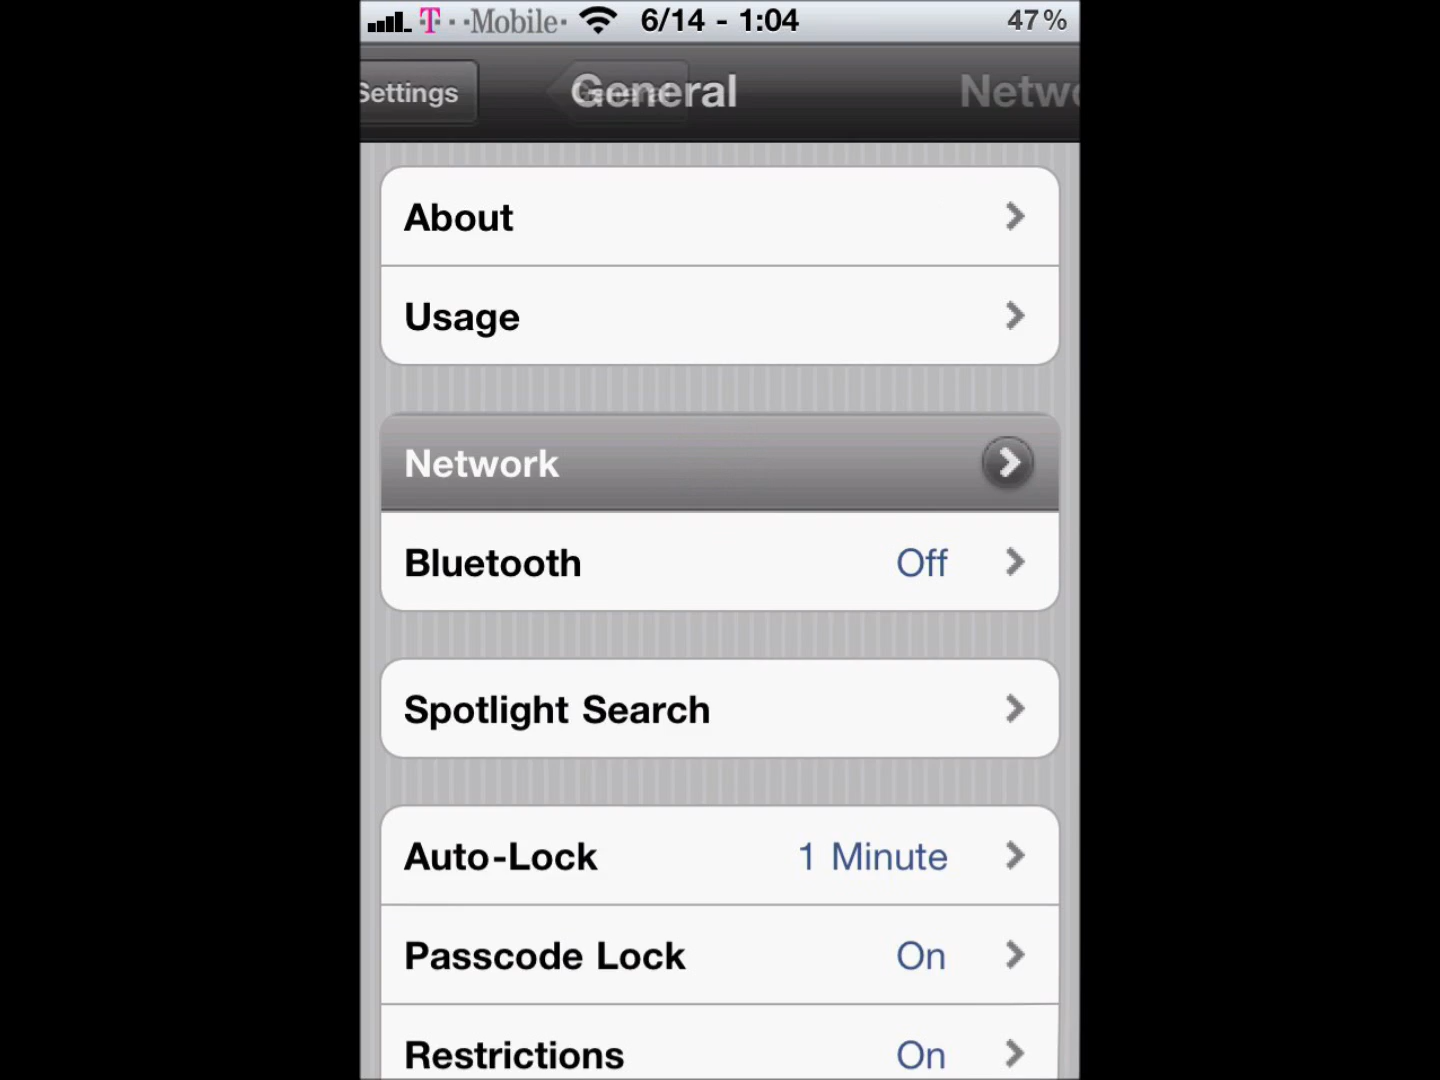 T··Mobile· 6/14 - 1:04 47%
Settings General Netwo
About
Usage
Network
Bluetooth Off
Spotlight Search
Auto-Lock 1 Minute
Passcode Lock On
Restrictions On